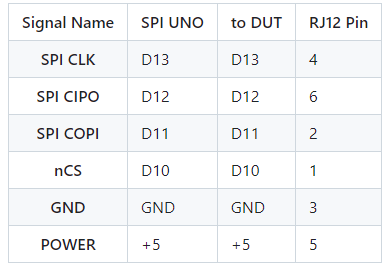 Signal Name SPI UNO to DUT RJ12 Pin
SPI CLK D13 D13 4
SPI CIPO D12 D12 6
SPI COPI D11 D11 2
nCS D10 D10 1
GND GND GND 3
POWER +5 +5 5